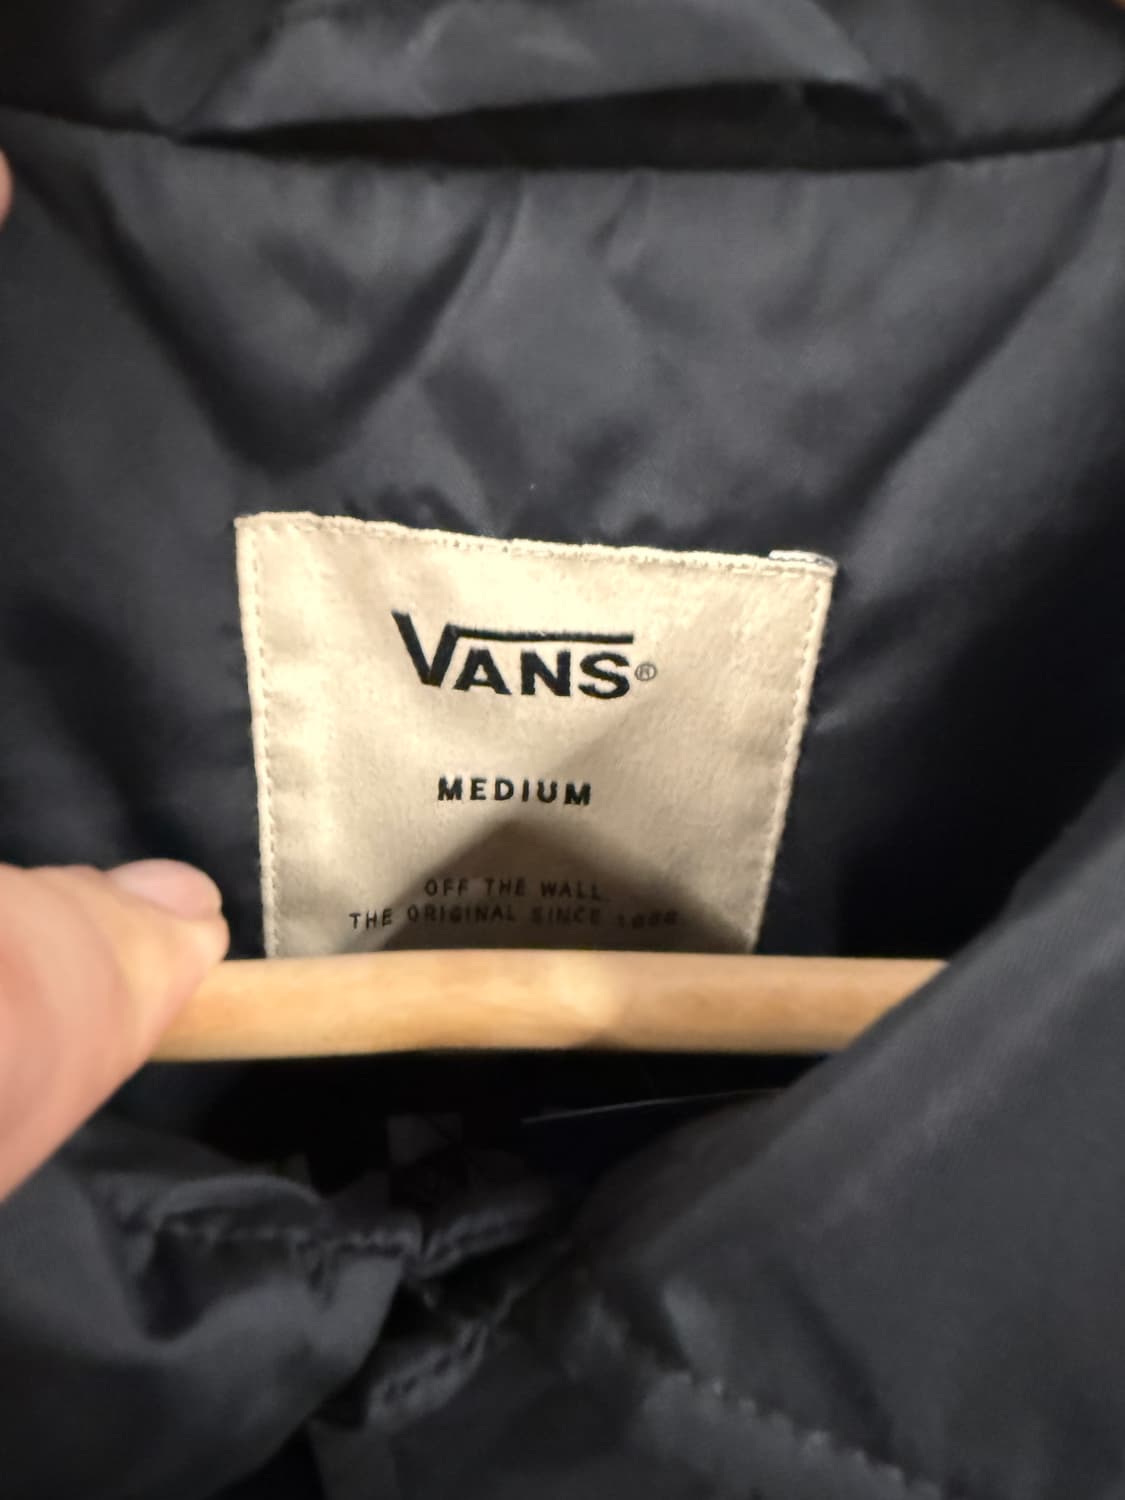 VANS®
MEDIUM
OFF THE WALL.
THE ORIGINAL SINCE